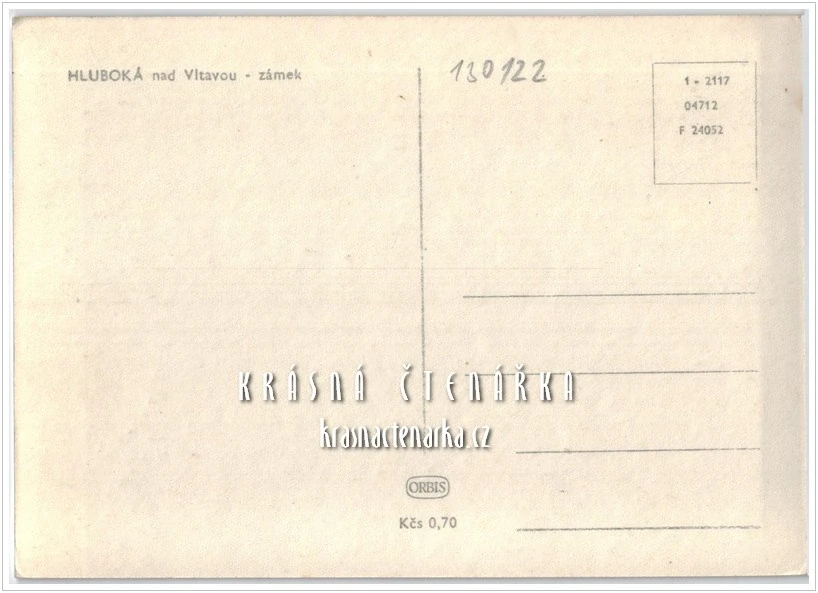 HLUBOKÁ nad Vltavou - zámek
130122
1 - 2117
04712
F 24052
KRÁSNÁ ČTENÁŘKA
krasnactenarka.cz
ORBIS
Kčs 0,70